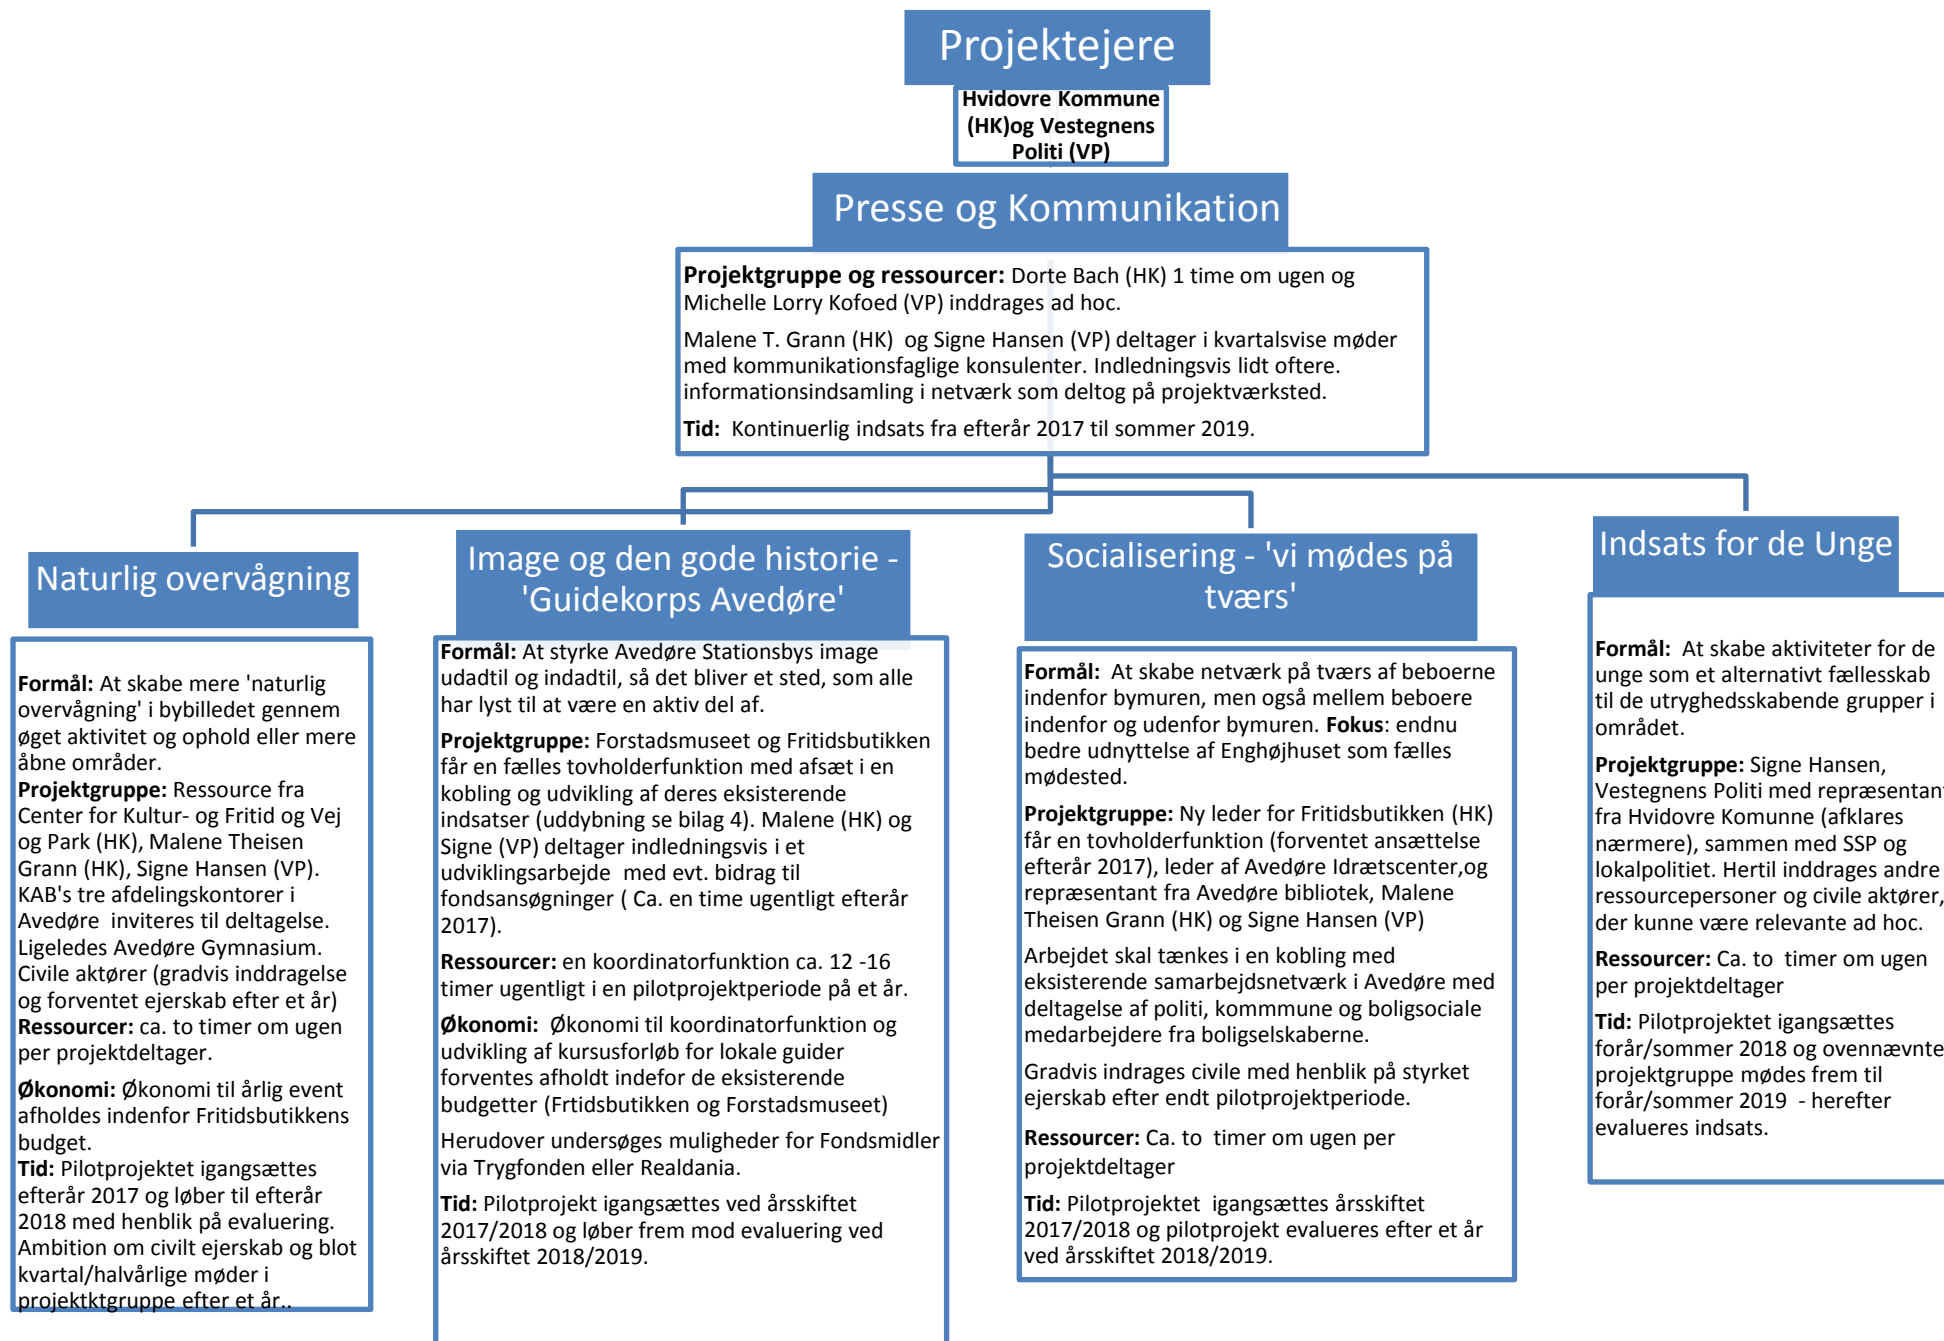 Projektejere
Hvidovre Kommune
(HK)og Vestegnens
Politi (VP)
Presse og Kommunikation
Projektgruppe og ressourcer: Dorte Bach (HK) 1 time om ugen og
Michelle Lorry Kofoed (VP) inddrages ad hoc.
Malene T. Grann (HK)  og Signe Hansen (VP) deltager i kvartalsvise møder
med kommunikationsfaglige konsulenter. Indledningsvis lidt oftere.
informationsindsamling i netværk som deltog på projektværksted.
Tid:  Kontinuerlig indsats fra efterår 2017 til sommer 2019.
Naturlig overvågning
Formål: At skabe mere 'naturlig
overvågning' i bybilledet gennem
øget aktivitet og ophold eller mere
åbne områder.
Projektgruppe: Ressource fra
Center for Kultur- og Fritid og Vej
og Park (HK), Malene Theisen
Grann (HK), Signe Hansen (VP).
KAB's tre afdelingskontorer i
Avedøre  inviteres til deltagelse.
Ligeledes Avedøre Gymnasium.
Civile aktører (gradvis inddragelse
og forventet ejerskab efter et år)
Ressourcer: ca. to timer om ugen
per projektdeltager.
Økonomi: Økonomi til årlig event
afholdes indenfor Fritidsbutikkens
budget.
Tid: Pilotprojektet igangsættes
efterår 2017 og løber til efterår
2018 med henblik på evaluering.
Ambition om civilt ejerskab og blot
kvartal/halvårlige møder i
projektktgruppe efter et år..
Image og den gode historie -
'Guidekorps Avedøre'
Formål: At styrke Avedøre Stationsbys image
udadtil og indadtil, så det bliver et sted, som alle
har lyst til at være en aktiv del af.
Projektgruppe: Forstadsmuseet og Fritidsbutikken
får en fælles tovholderfunktion med afsæt i en
kobling og udvikling af deres eksisterende
indsatser (uddybning se bilag 4). Malene (HK) og
Signe (VP) deltager indledningsvis i et
udviklingsarbejde  med evt. bidrag til
fondsansøgninger ( Ca. en time ugentligt efterår
2017).
Ressourcer: en koordinatorfunktion ca. 12 -16
timer ugentligt i en pilotprojektperiode på et år.
Økonomi:  Økonomi til koordinatorfunktion og
udvikling af kursusforløb for lokale guider
forventes afholdt indefor de eksisterende
budgetter (Frtidsbutikken og Forstadsmuseet)
Herudover undersøges muligheder for Fondsmidler
via Trygfonden eller Realdania.
Tid: Pilotprojekt igangsættes ved årsskiftet
2017/2018 og løber frem mod evaluering ved
årsskiftet 2018/2019.
Socialisering - 'vi mødes på
tværs'
Formål:  At skabe netværk på tværs af beboerne
indenfor bymuren, men også mellem beboere
indenfor og udenfor bymuren. Fokus: endnu
bedre udnyttelse af Enghøjhuset som fælles
mødested.
Projektgruppe: Ny leder for Fritidsbutikken (HK)
får en tovholderfunktion (forventet ansættelse
efterår 2017), leder af Avedøre Idrætscenter,og
repræsentant fra Avedøre bibliotek, Malene
Theisen Grann (HK) og Signe Hansen (VP)
Arbejdet skal tænkes i en kobling med
eksisterende samarbejdsnetværk i Avedøre med
deltagelse af politi, kommmune og boligsociale
medarbejdere fra boligselskaberne.
Gradvis indrages civile med henblik på styrket
ejerskab efter endt pilotprojektperiode.
Ressourcer: Ca. to  timer om ugen per
projektdeltager
Tid: Pilotprojektet  igangsættes årsskiftet
2017/2018 og pilotprojekt evalueres efter et år
ved årsskiftet 2018/2019.
Indsats for de Unge
Formål:  At skabe aktiviteter for de
unge som et alternativt fællesskab
til de utryghedsskabende grupper i
området.
Projektgruppe: Signe Hansen,
Vestegnens Politi med repræsentant
fra Hvidovre Komunne (afklares
nærmere), sammen med SSP og
lokalpolitiet. Hertil inddrages andre
ressourcepersoner og civile aktører,
der kunne være relevante ad hoc.
Ressourcer: Ca. to  timer om ugen
per projektdeltager
Tid: Pilotprojektet igangsættes
forår/sommer 2018 og ovennævnte
projektgruppe mødes frem til
forår/sommer 2019  - herefter
evalueres indsats.